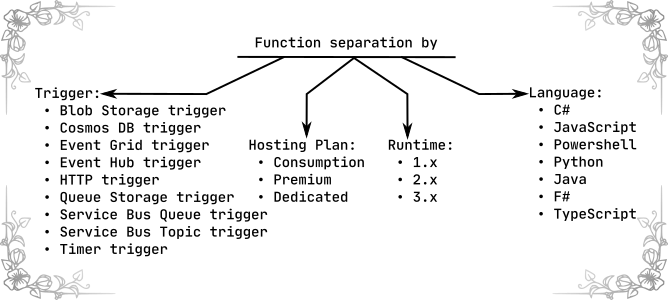 Function separation by
Trigger:
• Blob Storage trigger
• Cosmos DB trigger
• Event Grid trigger
• Event Hub trigger
• HTTP trigger
• Queue Storage trigger
• Service Bus Queue trigger
• Service Bus Topic trigger
• Timer trigger
Hosting Plan:
• Consumption
• Premium
• Dedicated
Runtime:
• 1.x
• 2.x
• 3.x
Language:
• C#
• JavaScript
• Powershell
• Python
• Java
• F#
• TypeScript